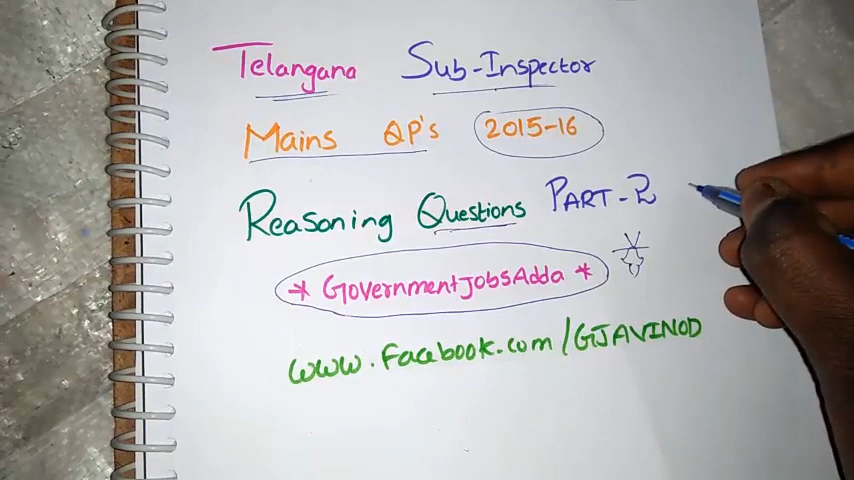 Telangana Sub-Inspector
Mains QP's 2015-16
Reasoning Questions PART-2
* GovernmentJobsAdda *
www.facebook.com/GJAVINOD